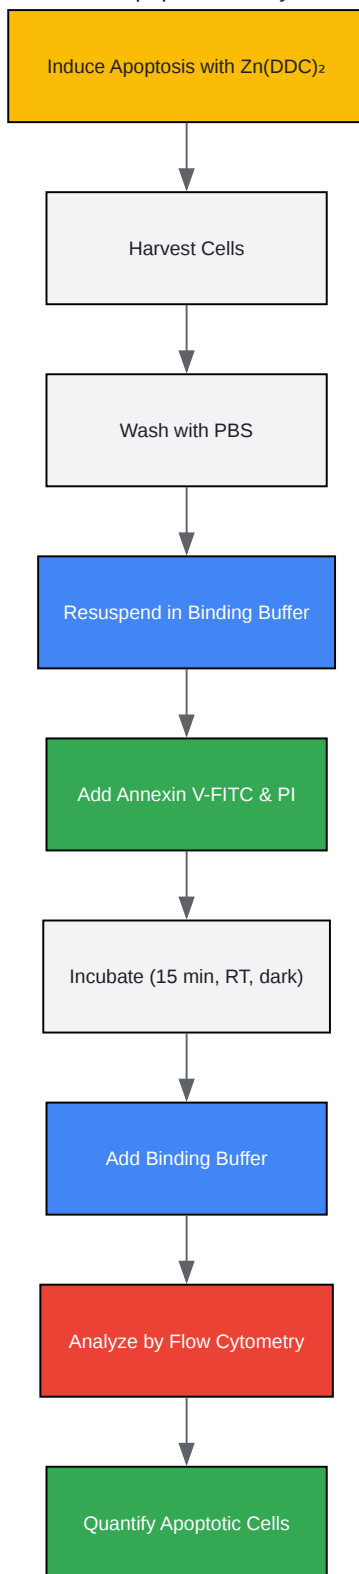 Induce Apoptosis with Zn(DDC)₂
Harvest Cells
Wash with PBS
Resuspend in Binding Buffer
Add Annexin V-FITC & PI
Incubate (15 min, RT, dark)
Add Binding Buffer
Analyze by Flow Cytometry
Quantify Apoptotic Cells